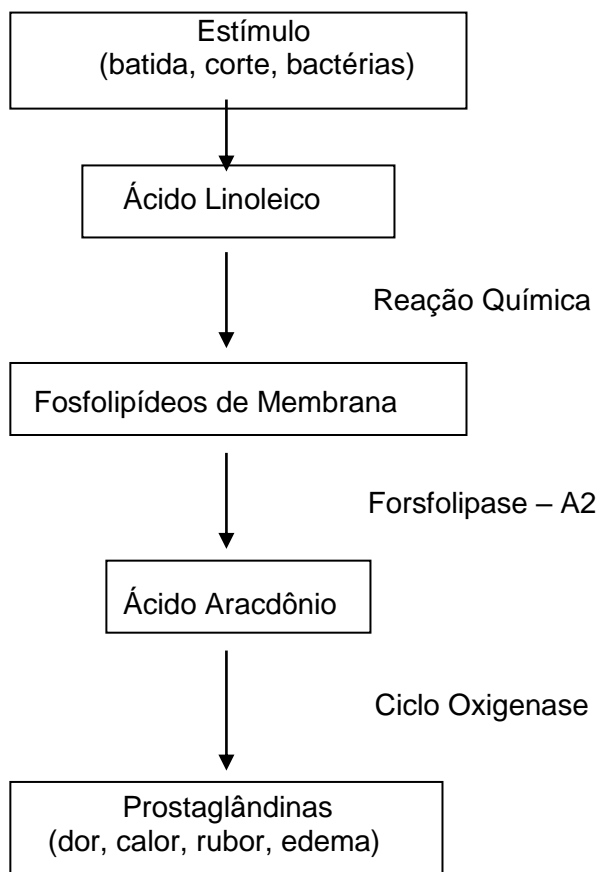 Estímulo
(batida, corte, bactérias)
Ácido Linoleico
Reação Química
Fosfolipídeos de Membrana
Forsfolipase – A2
Ácido Aracdônio
Ciclo Oxigenase
Prostaglândinas
(dor, calor, rubor, edema)